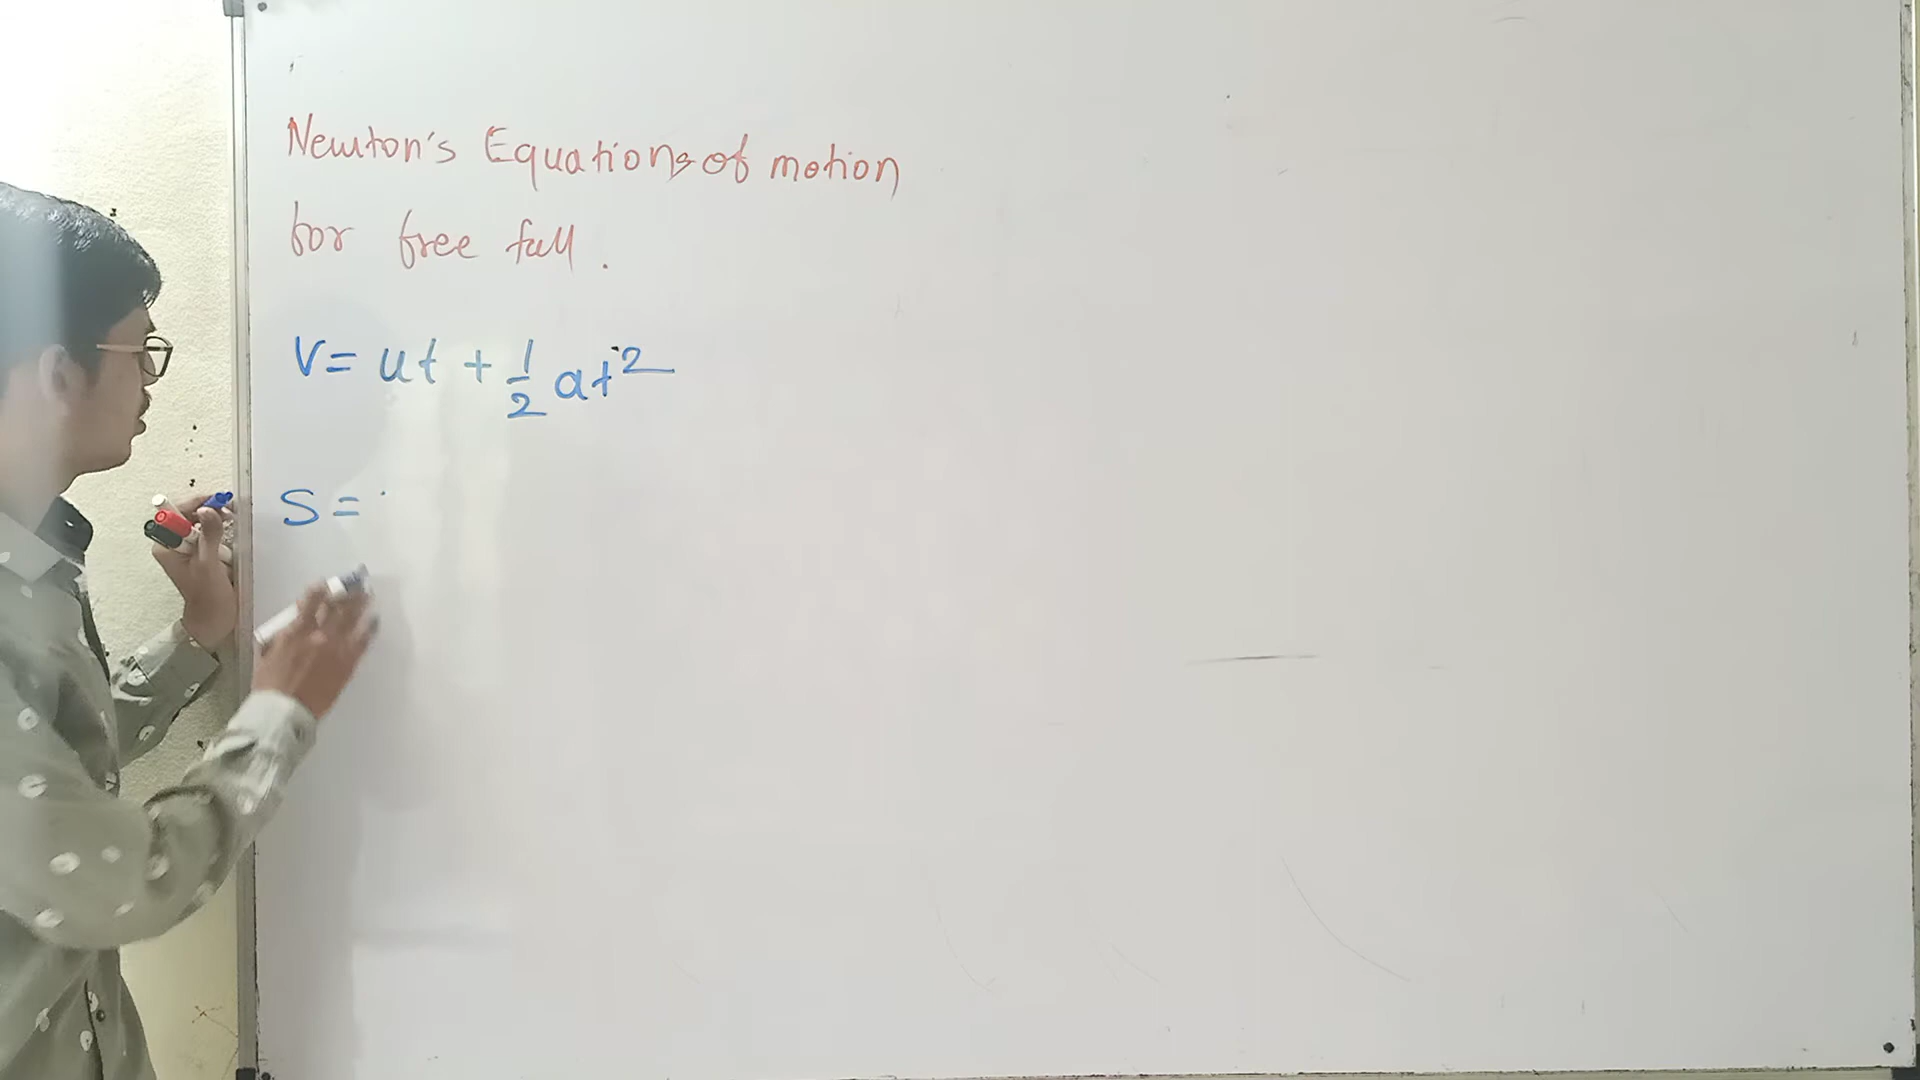 Newton's Equations of motion
for free fall.
V = ut + 1/2 at²
S =